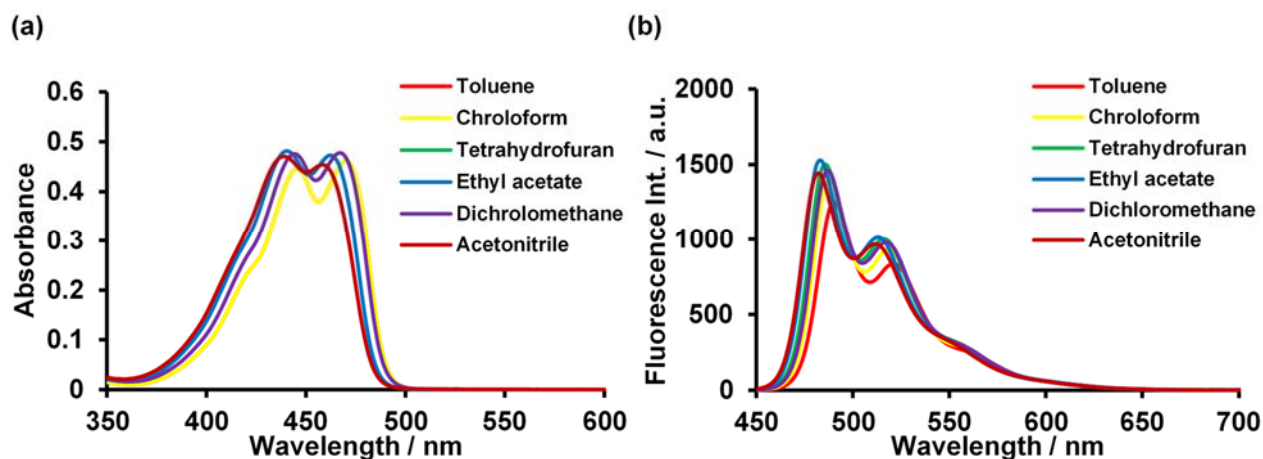 (a)
Absorbance
0.6
0.5
0.4
0.3
0.2
0.1
0
350 400 450 500 550 600
Wavelength / nm
Toluene
Chroloform
Tetrahydrofuran
Ethyl acetate
Dichrolomethane
Acetonitrile
(b)
Fluorescence Int. / a.u.
2000
1500
1000
500
0
450 500 550 600 650 700
Wavelength / nm
Toluene
Chloroform
Tetrahydrofuran
Ethyl acetate
Dichloromethane
Acetonitrile